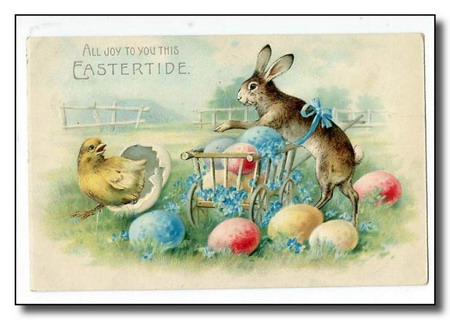 ALL JOY TO YOU THIS
EASTERTIDE.